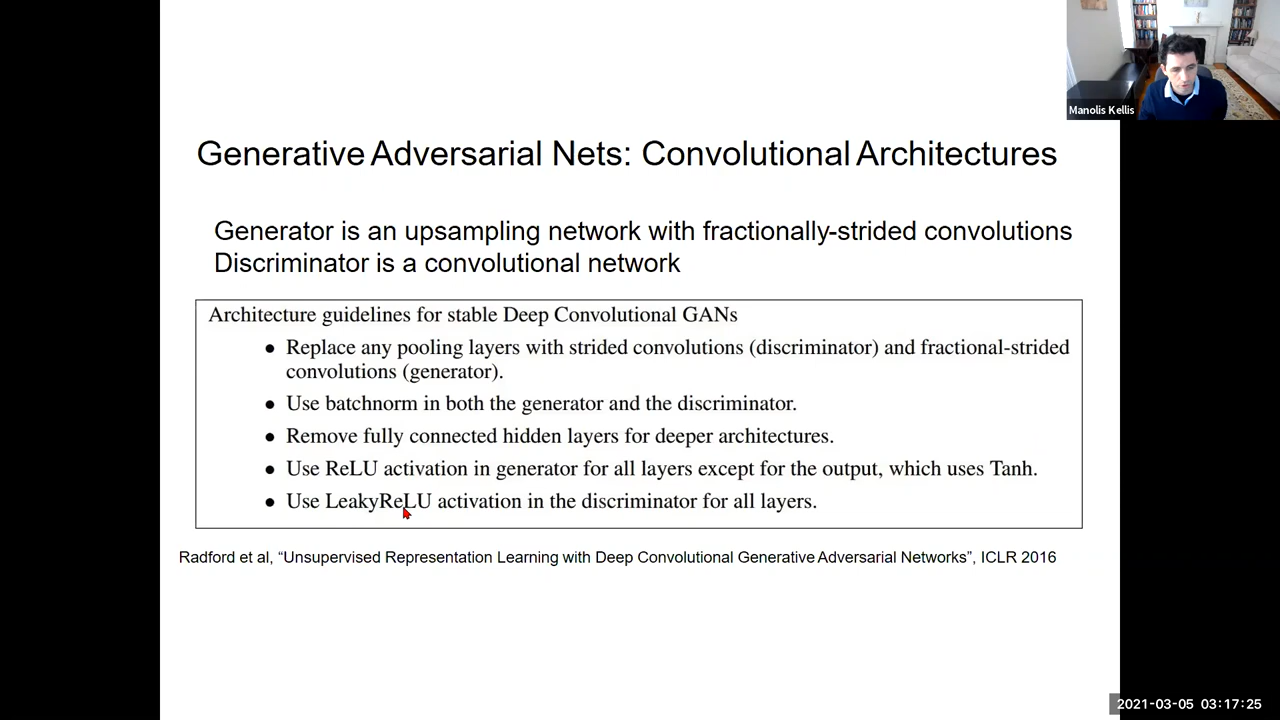 Manolis Kellis
Generative Adversarial Nets: Convolutional Architectures
Generator is an upsampling network with fractionally-strided convolutions
Discriminator is a convolutional network
Architecture guidelines for stable Deep Convolutional GANs
• Replace any pooling layers with strided convolutions (discriminator) and fractional-strided
convolutions (generator).
• Use batchnorm in both the generator and the discriminator.
• Remove fully connected hidden layers for deeper architectures.
• Use ReLU activation in generator for all layers except for the output, which uses Tanh.
• Use LeakyReLU activation in the discriminator for all layers.
Radford et al, “Unsupervised Representation Learning with Deep Convolutional Generative Adversarial Networks”, ICLR 2016
2021-03-05 03:17:25